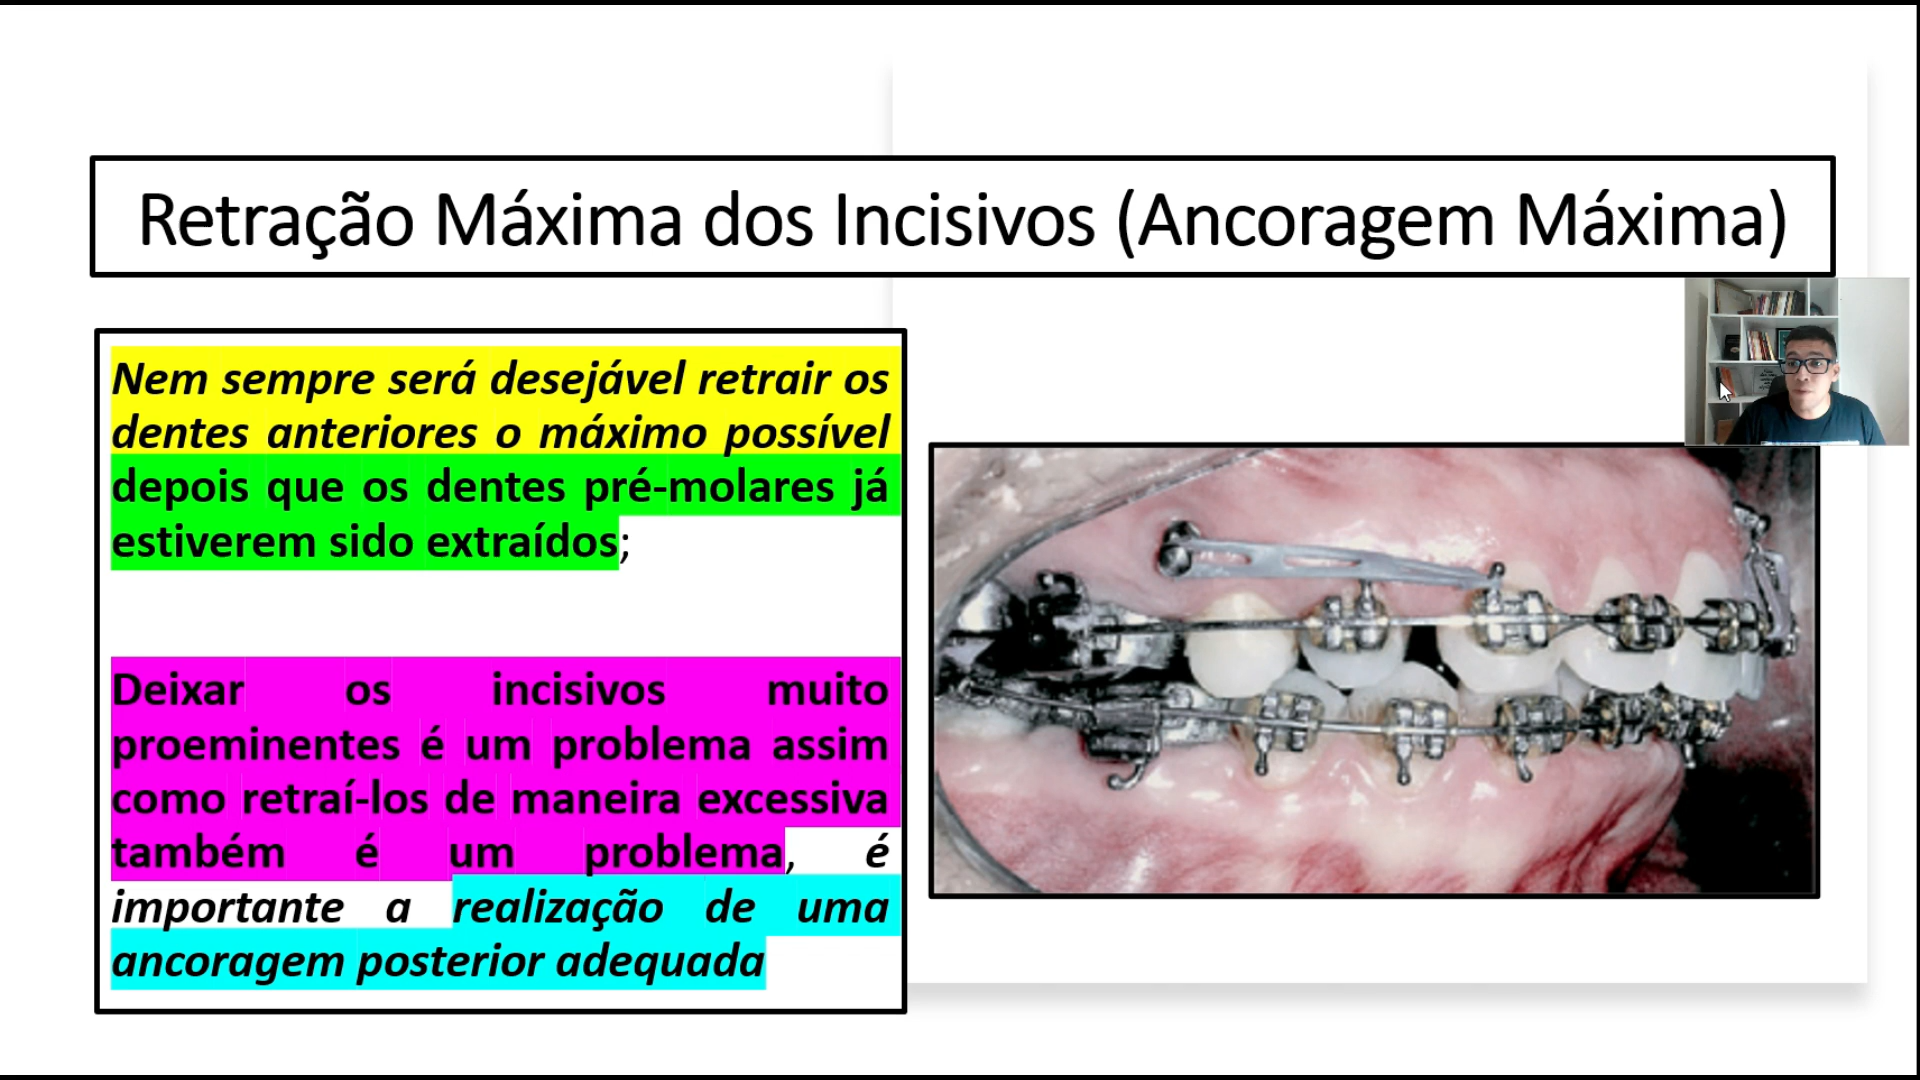 Retração Máxima dos Incisivos (Ancoragem Máxima)
Nem sempre será desejável retrair os
dentes anteriores o máximo possível
depois que os dentes pré-molares já
estiverem sido extraídos;
Deixar os incisivos muito
proeminentes é um problema assim
como retraí-los de maneira excessiva
também é um problema, é
importante a realização de uma
ancoragem posterior adequada